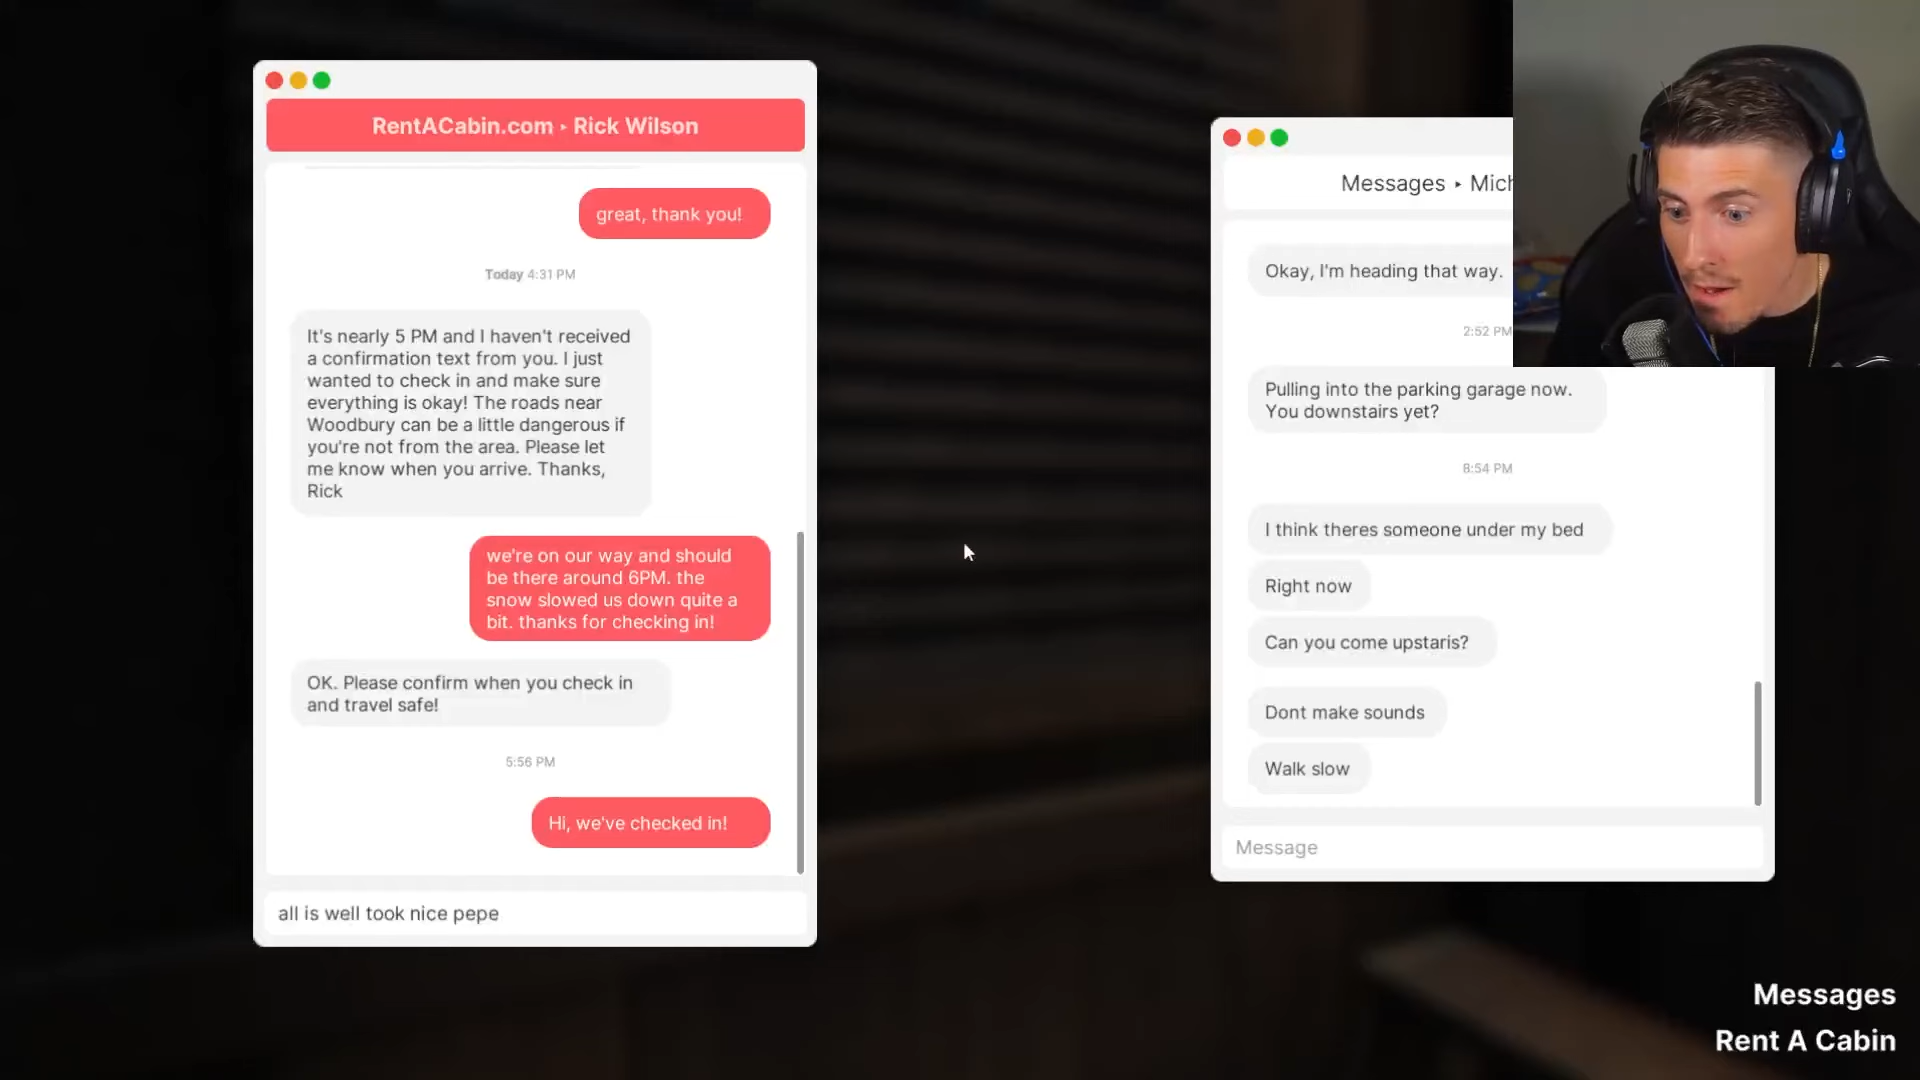 RentACabin.com ▸ Rick Wilson
great, thank you!
Today 4:31 PM
It's nearly 5 PM and I haven't received
a confirmation text from you. I just
wanted to check in and make sure
everything is okay! The roads near
Woodbury can be a little dangerous if
you're not from the area. Please let
me know when you arrive. Thanks,
Rick
we're on our way and should
be there around 6PM. the
snow slowed us down quite a
bit. thanks for checking in!
OK. Please confirm when you check in
and travel safe!
5:56 PM
Hi, we've checked in!
all is well took nice pepe
Messages ▸ Mich
Okay, I'm heading that way.
2:52 PM
Pulling into the parking garage now.
You downstairs yet?
8:54 PM
I think theres someone under my bed
Right now
Can you come upstaris?
Dont make sounds
Walk slow
Message
Messages
Rent A Cabin